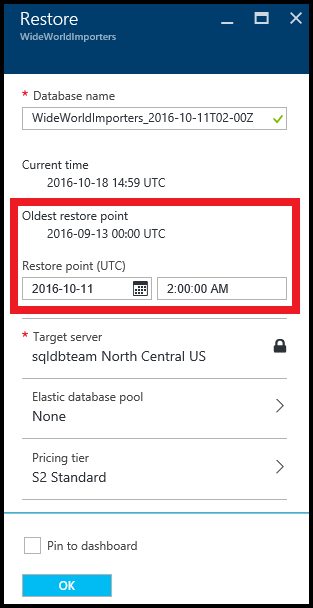 Restore
WideWorldImporters
* Database name
WideWorldImporters_2016-10-11T02-00Z
Current time
2016-10-18 14:59 UTC
Oldest restore point
2016-09-13 00:00 UTC
Restore point (UTC)
2016-10-11 2:00:00 AM
* Target server
sqldbteam North Central US
Elastic database pool
None
Pricing tier
S2 Standard
Pin to dashboard
OK